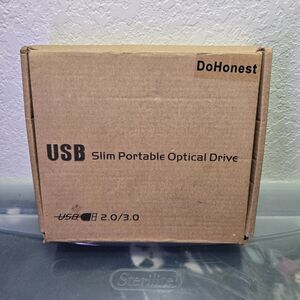 DoHonest
USB Slim Portable Optical Drive
USB 2.0/3.0
Sterilite